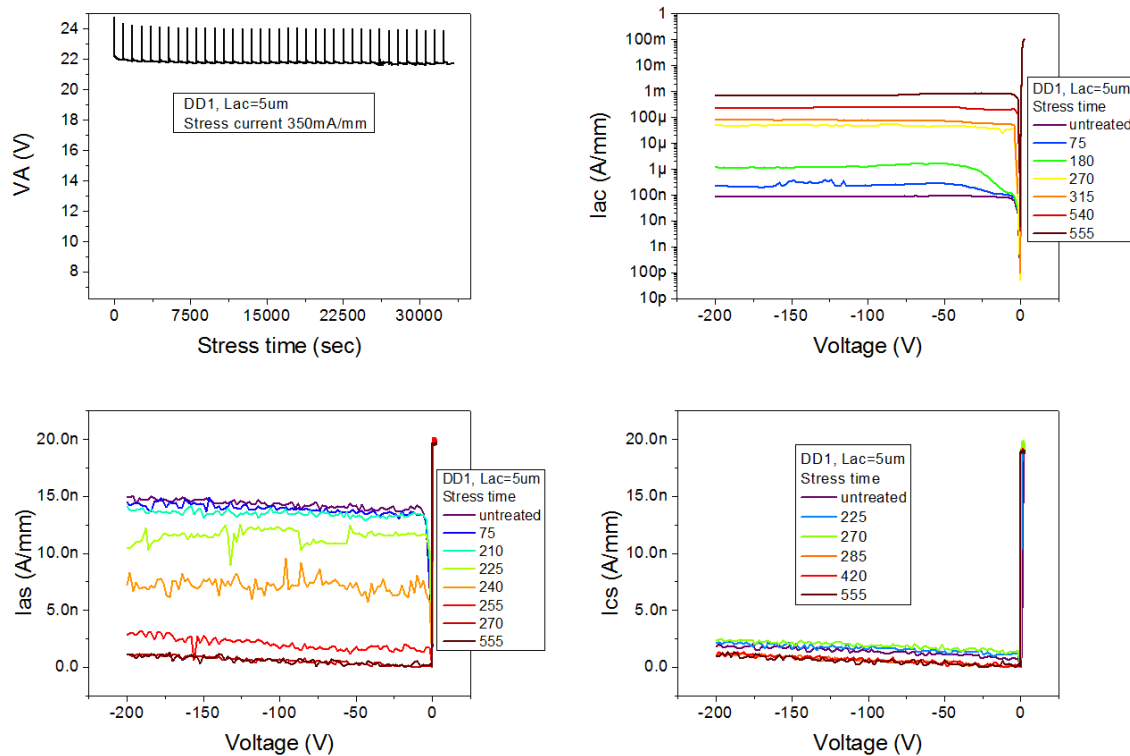 24
22
20
18
16
14
12
10
8
VA (V)
DD1, Lac=5um
Stress current 350mA/mm
0 7500 15000 22500 30000
Stress time (sec)
1
100m
10m
1m
100µ
10µ
1µ
100n
10n
1n
100p
10p
Iac (A/mm)
DD1, Lac=5um
Stress time
untreated
75
180
270
315
540
555
-200 -150 -100 -50 0
Voltage (V)
20.0n
15.0n
10.0n
5.0n
0.0
Ias (A/mm)
DD1, Lac=5um
Stress time
untreated
75
210
225
240
255
270
555
-200 -150 -100 -50 0
Voltage (V)
20.0n
15.0n
10.0n
5.0n
0.0
Ics (A/mm)
DD1, Lac=5um
Stress time
untreated
225
270
285
420
555
-200 -150 -100 -50 0
Voltage (V)